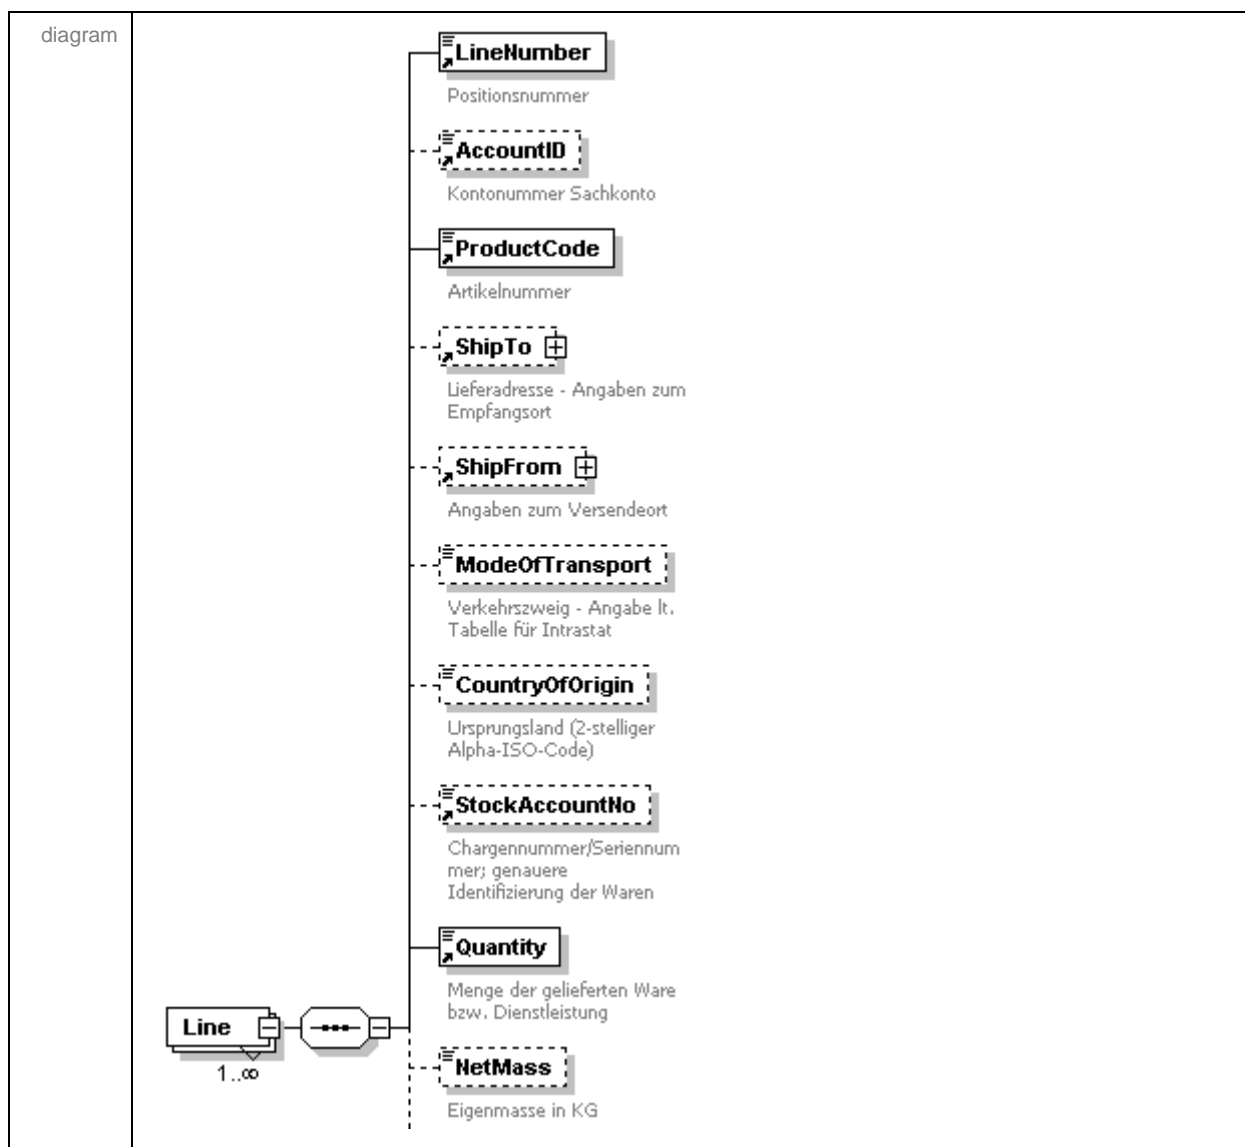 diagram
LineNumber
Positionsnummer
AccountID
Kontonummer Sachkonto
ProductCode
Artikelnummer
ShipTo
Lieferadresse - Angaben zum
Empfangsort
ShipFrom
Angaben zum Versendeort
ModeOfTransport
Verkehrszweig - Angabe lt.
Tabelle für Intrastat
CountryOfOrigin
Ursprungsland (2-stelliger
Alpha-ISO-Code)
StockAccountNo
Chargennummer/Seriennum
mer; genauere
Identifizierung der Waren
Quantity
Menge der gelieferten Ware
bzw. Dienstleistung
Line
1..∞
NetMass
Eigenmasse in KG